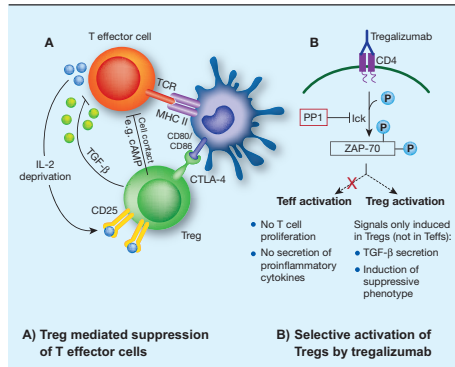 A
T effector cell
TCR
MHC II
CD80/
CD86
Cell contact
e.g. cAMP
TGF-β
IL-2
deprivation
CTLA-4
CD25
Treg
A) Treg mediated suppression
of T effector cells
B
Tregalizumab
CD4
P
PP1
lck
P
ZAP-70
P
X
Teff activation
Treg activation
• No T cell
proliferation
• No secretion of
proinflammatory
cytokines
Signals only induced
in Tregs (not in Teffs):
• TGF-β secretion
• Induction of
suppressive
phenotype
B) Selective activation of
Tregs by tregalizumab